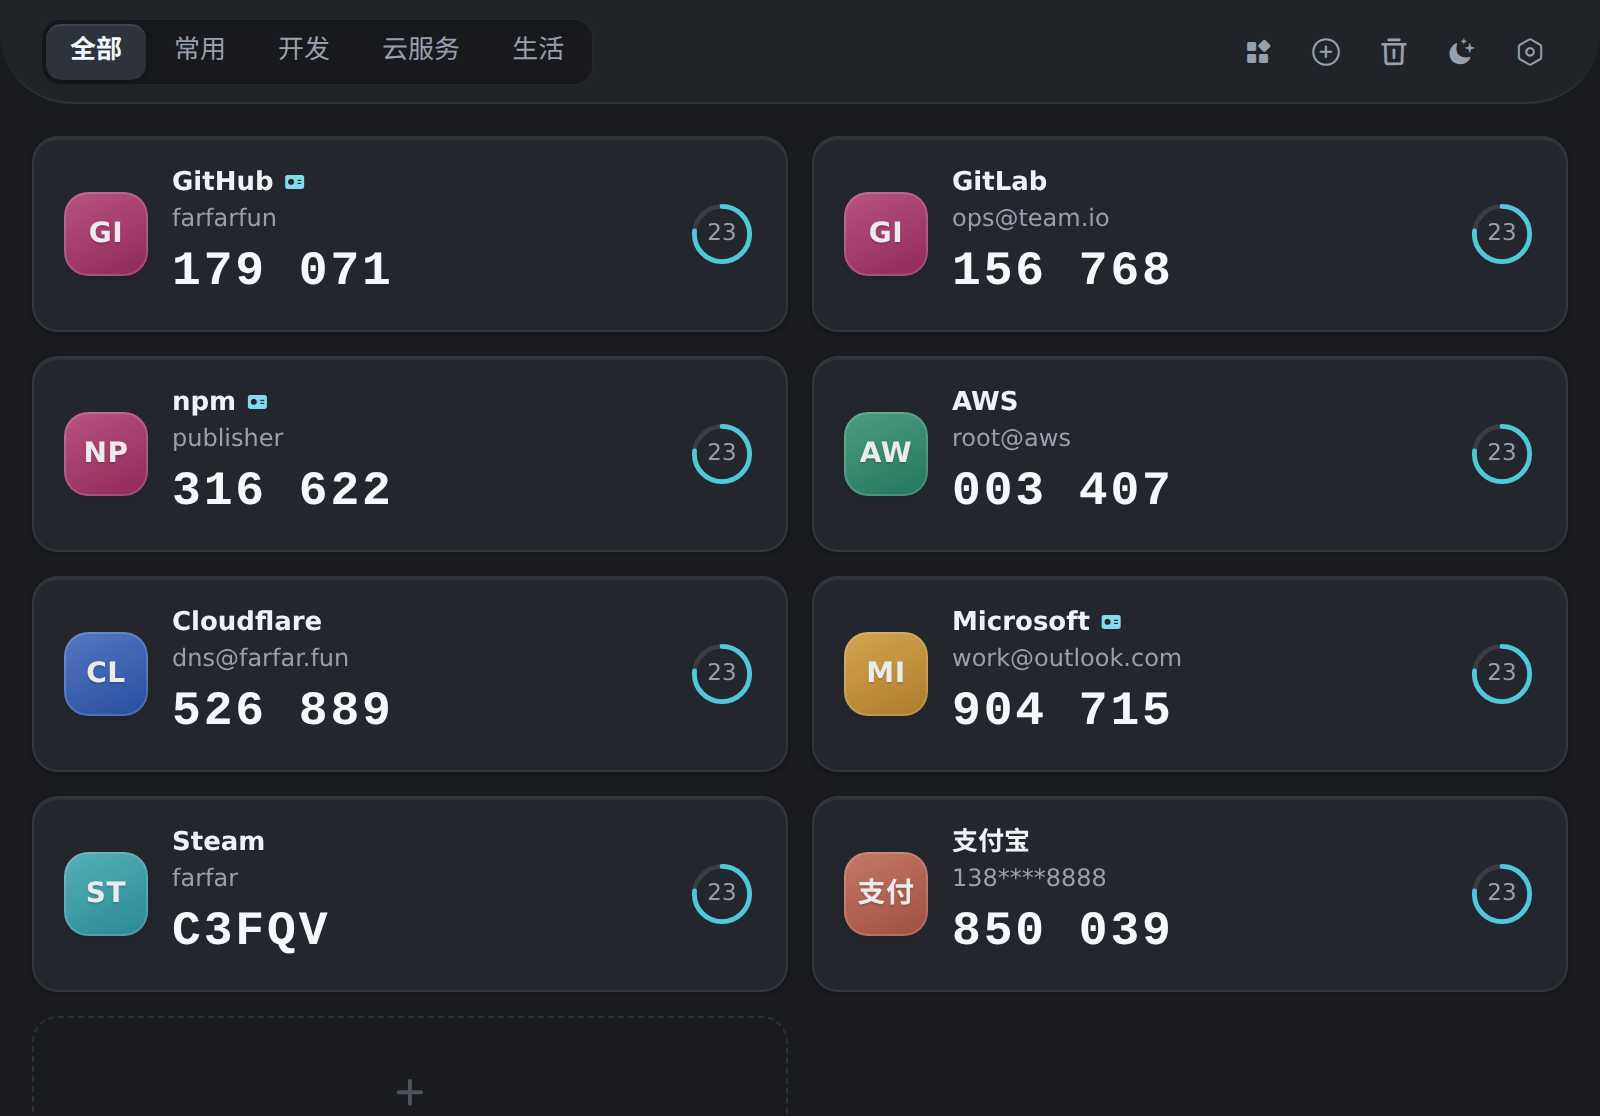 全部 常用 开发 云服务 生活
GI
GitHub
farfarfun
179 071
23
GI
GitLab
ops@team.io
156 768
23
NP
npm
publisher
316 622
23
AW
AWS
root@aws
003 407
23
CL
Cloudflare
dns@farfar.fun
526 889
23
MI
Microsoft
work@outlook.com
904 715
23
ST
Steam
farfar
C3FQV
23
支付
支付宝
138****8888
850 039
23